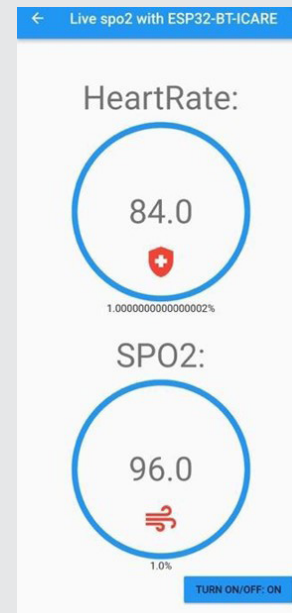 Live spo2 with ESP32-BT-ICARE
HeartRate:
84.0
1.0000000000000002%
SPO2:
96.0
1.0%
TURN ON/OFF: ON